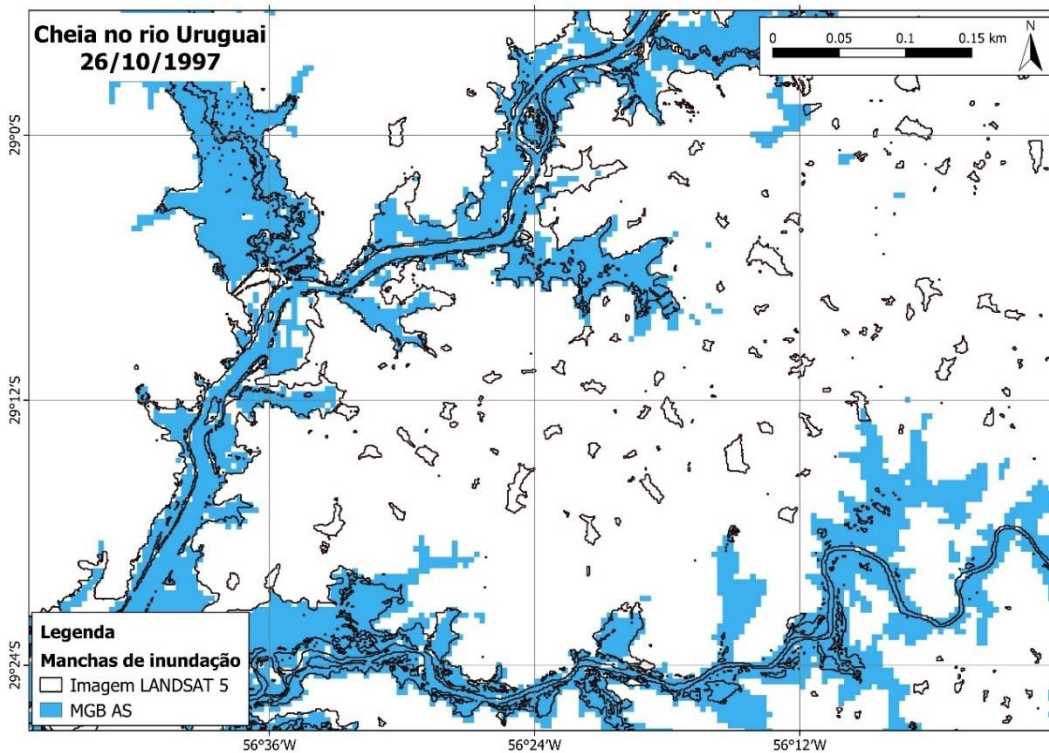 Cheia no rio Uruguai
26/10/1997
0 0.05 0.1 0.15 km
N
29°0'S
29°12'S
29°24'S
Legenda
Manchas de inundação
Imagem LANDSAT 5
MGB AS
56°36'W 56°24'W 56°12'W